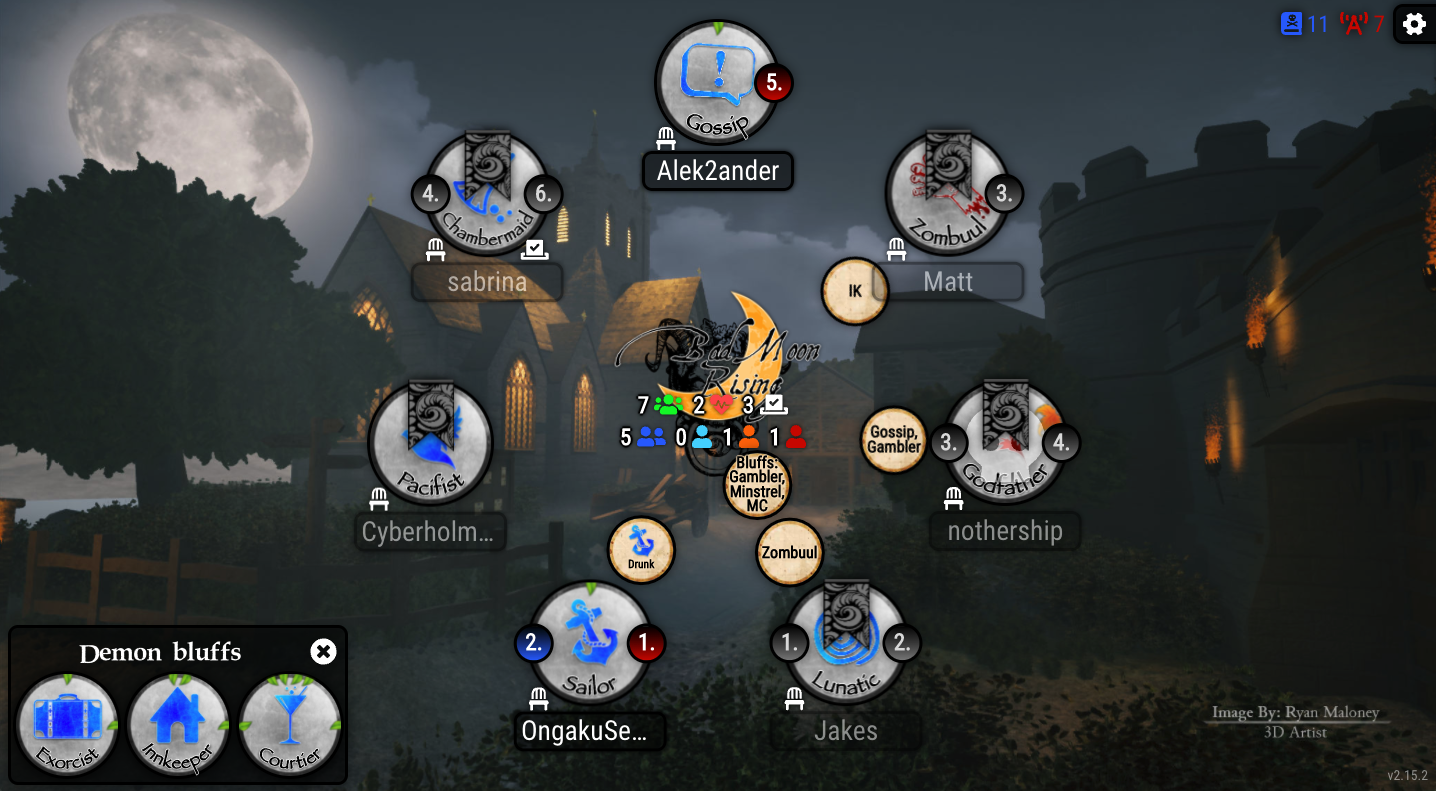 11
7
5.
Gossip
Alek2ander
4.
6.
Chambermaid
sabrina
3.
Zombuul
Matt
IK
Bad Moon
Rising
7 2 3
5 0 1 1
Pacifist
Cyberholm...
Gossip,
Gambler
3.
4.
Godfather
nothership
Bluffs:
Gambler,
Minstrel,
MC
Drunk
Zombuul
2.
1.
Sailor
OngakuSe...
1.
2.
Lunatic
Jakes
Demon bluffs
Exorcist
Innkeeper
Courtier
Image By: Ryan Maloney
3D Artist
v2.15.2